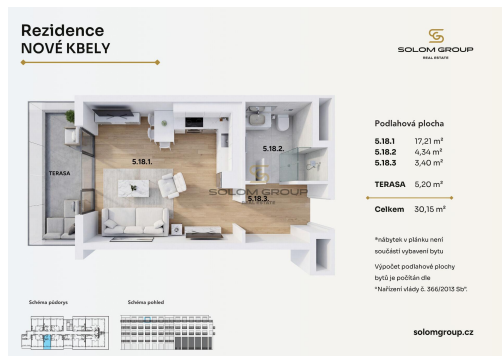 Rezidence
NOVÉ KBELY
SOLOM GROUP
REAL ESTATE
Podlahová plocha
5.18.1 17,21 m²
5.18.2 4,34 m²
5.18.3 3,40 m²
TERASA 5,20 m²
Celkem 30,15 m²
*nábytek v plánku není
součástí vybavení bytu
Výpočet podlahové plochy
bytů je počítán dle
"Nařízení vlády č. 366/2013 Sb".
TERASA
5.18.1.
5.18.2.
SOLOM GROUP
REAL ESTATE
5.18.3.
Schéma půdorys
Schéma pohled
solomgroup.cz